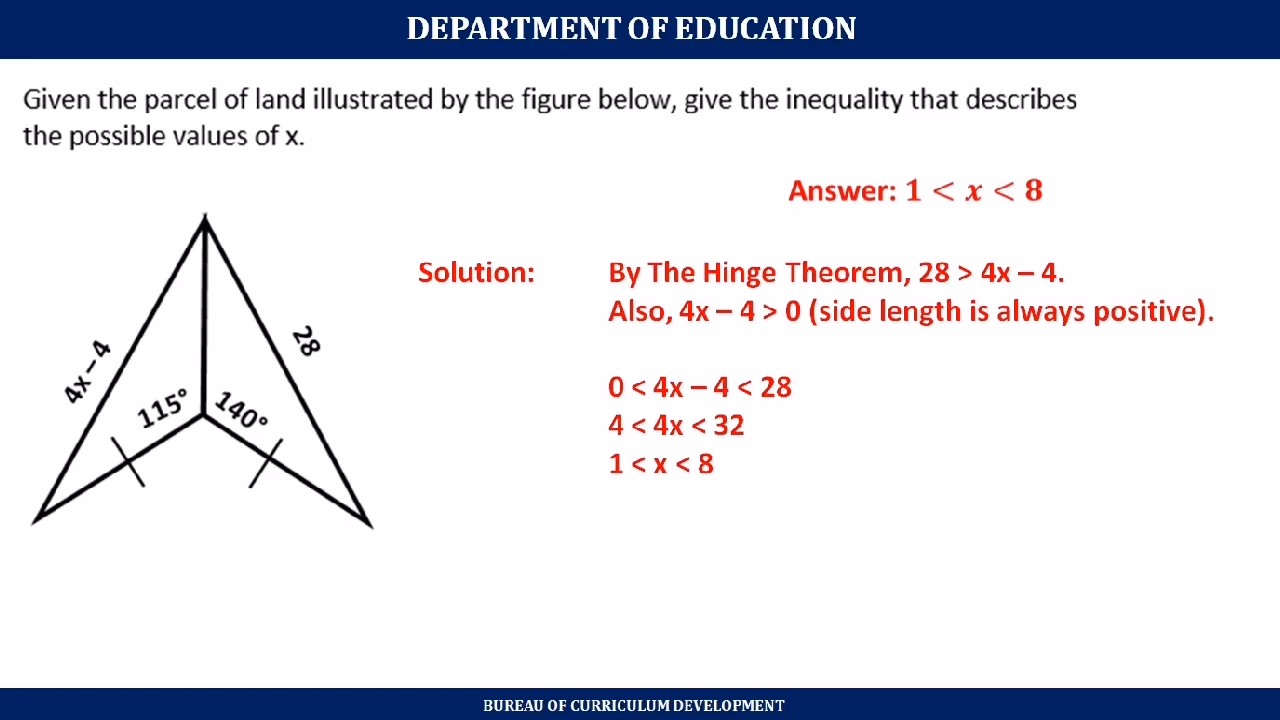 DEPARTMENT OF EDUCATION
Given the parcel of land illustrated by the figure below, give the inequality that describes
the possible values of x.
Answer: 1 < x < 8
Solution:
By The Hinge Theorem, 28 > 4x – 4.
Also, 4x – 4 > 0 (side length is always positive).
0 < 4x – 4 < 28
4 < 4x < 32
1 < x < 8
4x – 4
28
115°
140°
BUREAU OF CURRICULUM DEVELOPMENT